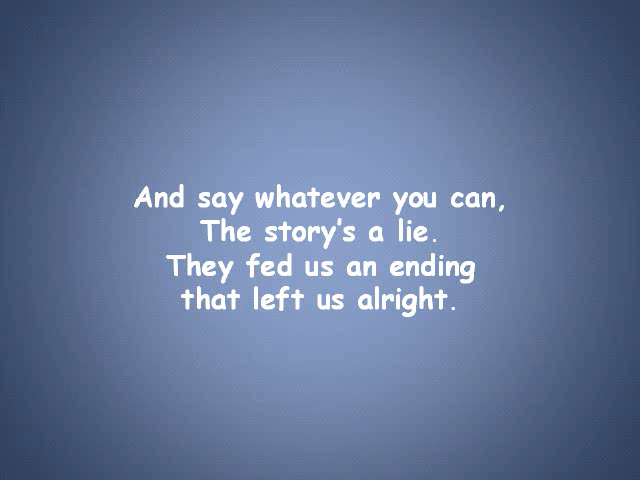 And say whatever you can,
The story's a lie.
They fed us an ending
that left us alright.